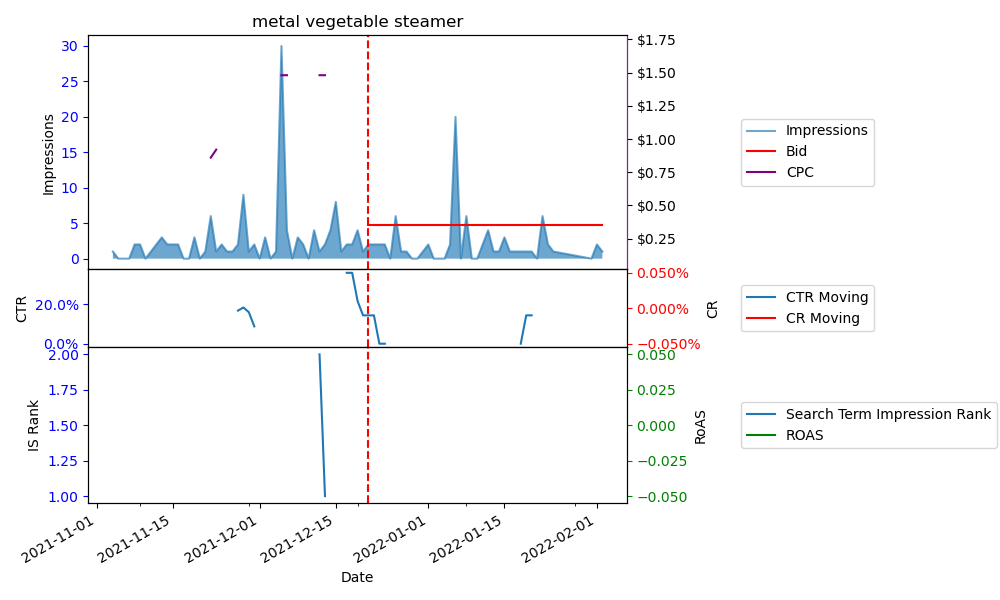 metal vegetable steamer
30
25
20
15
10
5
0
Impressions
$1.75
$1.50
$1.25
$1.00
$0.75
$0.50
$0.25
Impressions
Bid
CPC
20.0%
0.0%
CTR
0.050%
0.000%
−0.050%
CR
CTR Moving
CR Moving
2.00
1.75
1.50
1.25
1.00
IS Rank
0.050
0.025
0.000
−0.025
−0.050
RoAS
Search Term Impression Rank
ROAS
2021-11-01
2021-11-15
2021-12-01
2021-12-15
2022-01-01
2022-01-15
2022-02-01
Date